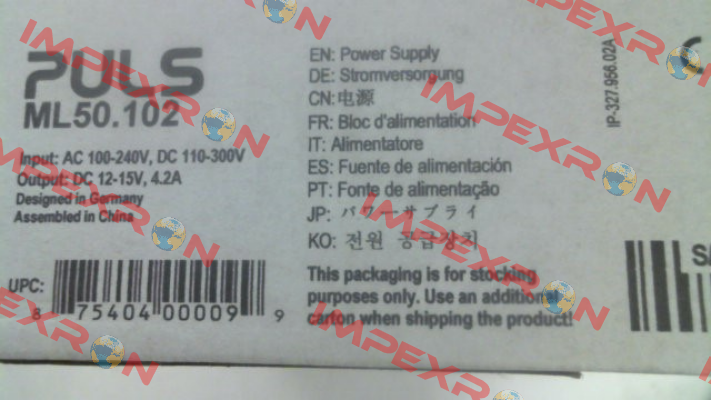 PULS
ML50.102
Input: AC 100-240V, DC 110-300V
Output: DC 12-15V, 4.2A
Designed in Germany
Assembled in China
UPC:
8 75404 00009 9
EN: Power Supply
DE: Stromversorgung
CN:电源
FR: Bloc d'alimentation
IT: Alimentatore
ES: Fuente de alimentación
PT: Fonte de alimentação
JP: パワーサプライ
KO: 전원 공급장치
This packaging is for stocking
purposes only. Use an additional
carton when shipping the product!
IP-327.956.02A
IMPEXRON
IMPEXRON
IMPEXRON
IMPEXRON